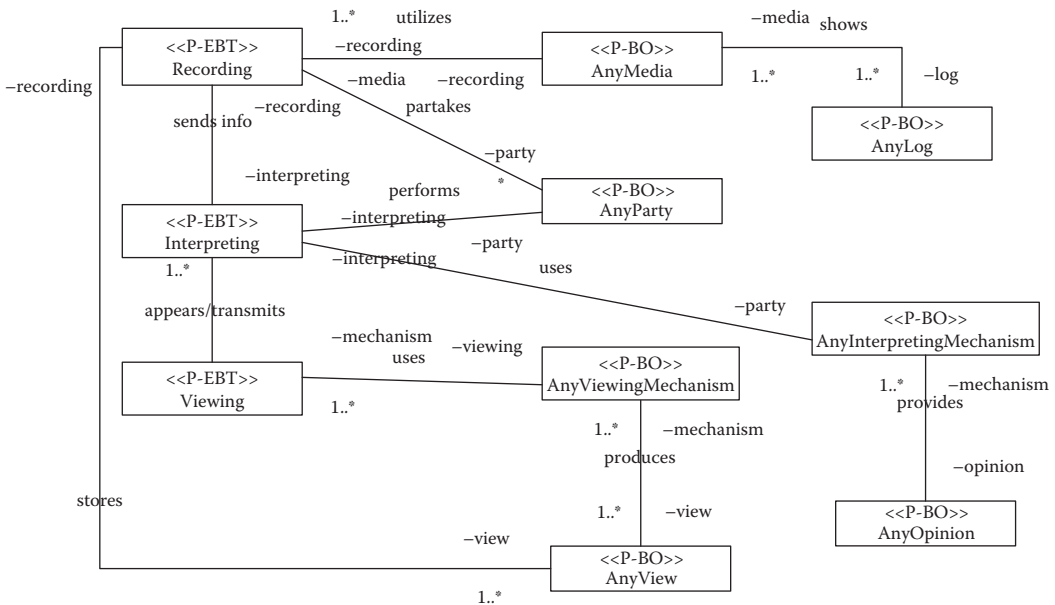 1..* utilizes
–media
shows
<<P-EBT>>
Recording
–recording
<<P-BO>>
AnyMedia
–recording
–media
–recording
1..*
1..*
–log
–recording
partakes
sends info
<<P-BO>>
AnyLog
–party
–interpreting
performs
*
<<P-BO>>
AnyParty
<<P-EBT>>
Interpreting
–interpreting
–party
–interpreting
uses
1..*
appears/transmits
–party
<<P-BO>>
AnyInterpretingMechanism
–mechanism
uses
–viewing
<<P-EBT>>
Viewing
<<P-BO>>
AnyViewingMechanism
1..*
–mechanism
provides
1..*
1..*
–mechanism
produces
–opinion
stores
1..*
–view
<<P-BO>>
AnyOpinion
–view
<<P-BO>>
AnyView
1..*